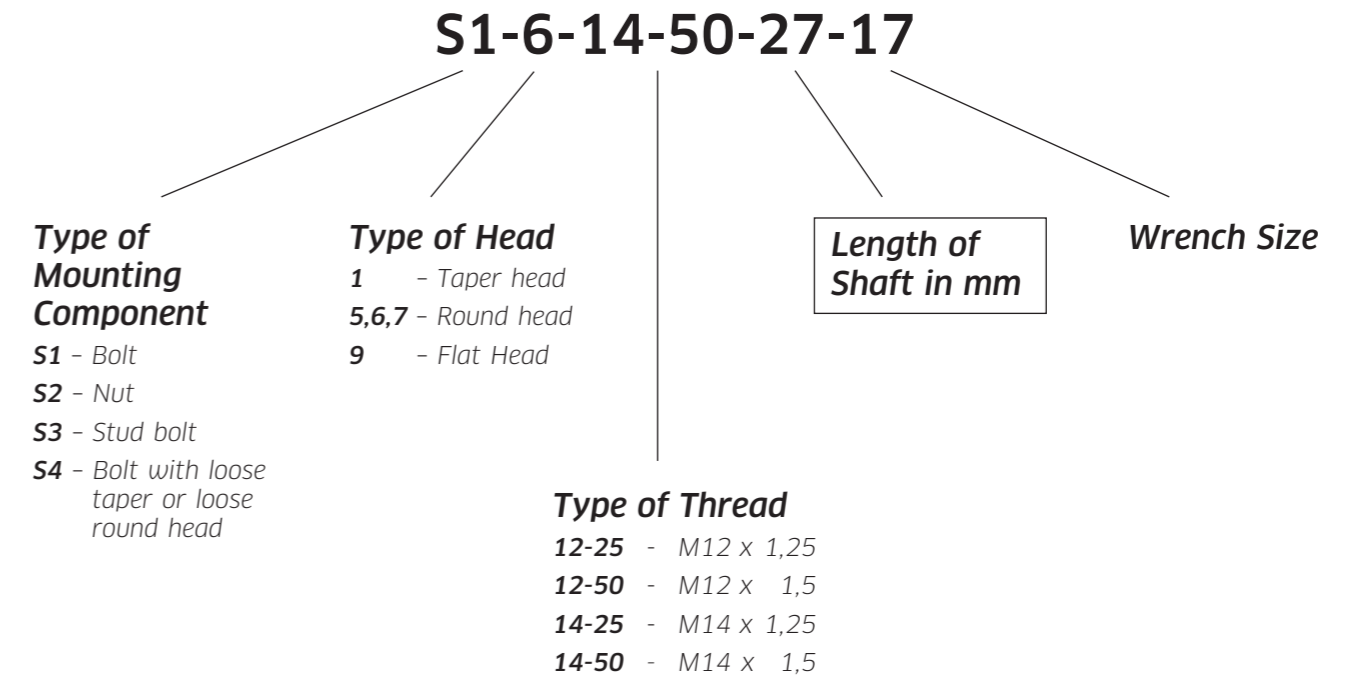 S1-6-14-50-27-17
Type of
Mounting
Component
S1 – Bolt
S2 – Nut
S3 – Stud bolt
S4 – Bolt with loose
taper or loose
round head
Type of Head
1 – Taper head
5,6,7 – Round head
9 – Flat Head
Type of Thread
12-25 - M12 x 1,25
12-50 - M12 x 1,5
14-25 - M14 x 1,25
14-50 - M14 x 1,5
Length of
Shaft in mm
Wrench Size